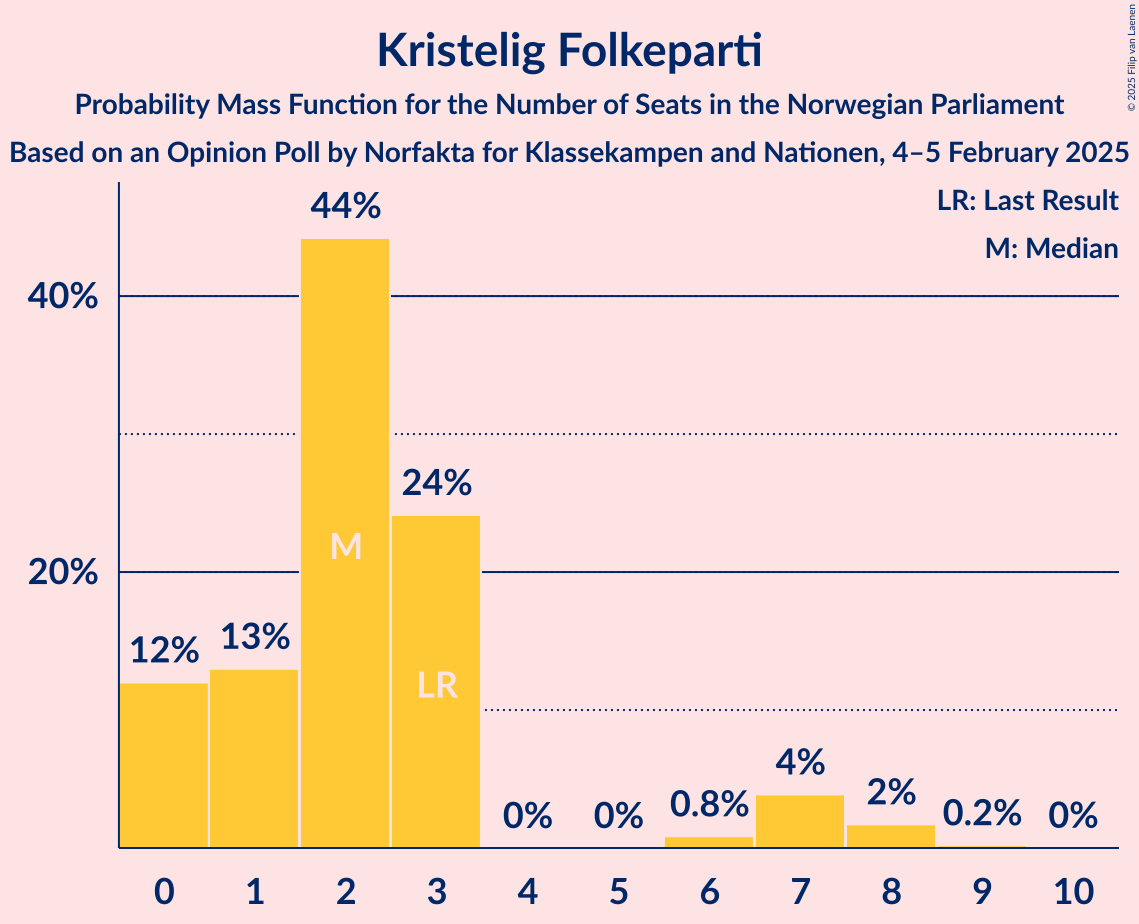 Kristelig Folkeparti
Probability Mass Function for the Number of Seats in the Norwegian Parliament
Based on an Opinion Poll by Norfakta for Klassekampen and Nationen, 4–5 February 2025
© 2025 Filip van Laenen
LR: Last Result
M: Median
44%
40%
24%
M
20%
13%
12%
LR
4%
2%
0.8%
0.2%
0% 0% 0%
0 1 2 3 4 5 6 7 8 9 10